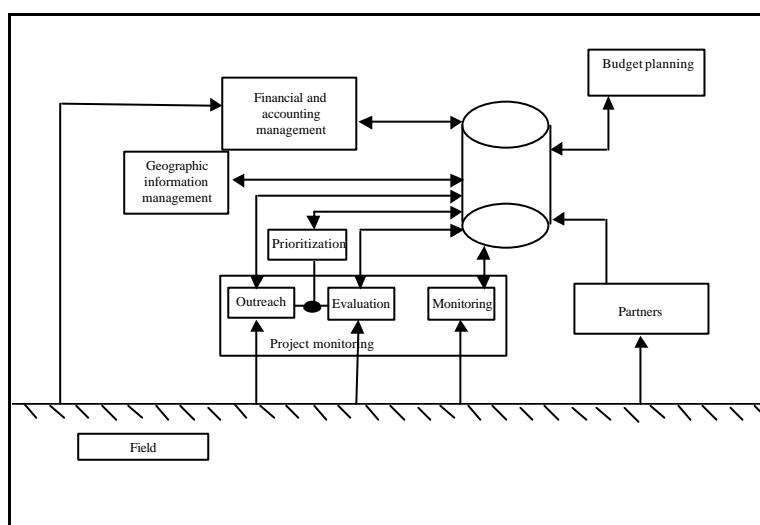 Budget planning
Financial and
accounting
management
Geographic
information
management
Prioritization
Outreach
Evaluation
Monitoring
Partners
Project monitoring
Field